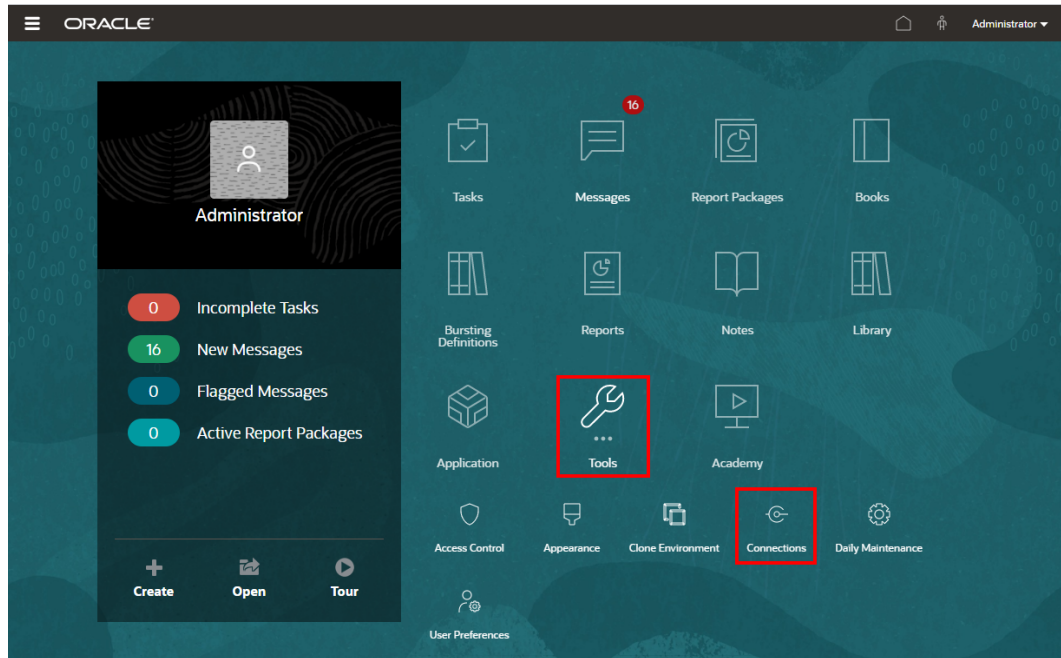 ORACLE
Administrator
16
Administrator
Tasks
Messages
Report Packages
Books
0 Incomplete Tasks
16 New Messages
0 Flagged Messages
0 Active Report Packages
Bursting
Definitions
Reports
Notes
Library
Application
Tools
Academy
Access Control
Appearance
Clone Environment
Connections
Daily Maintenance
User Preferences
Create
Open
Tour